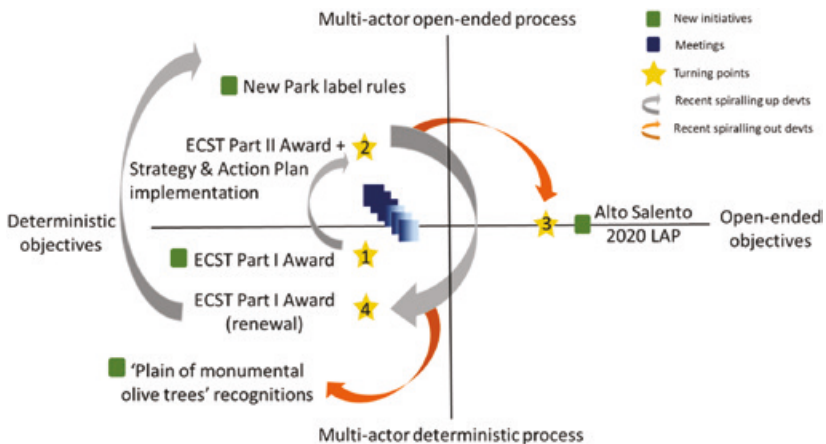 Multi-actor open-ended process
New initiatives
Meetings
Turning points
Recent spiralling up devts
Recent spiralling out devts
New Park label rules
ECST Part II Award +
Strategy & Action Plan
implementation
2
Deterministic
objectives
3
Alto Salento
2020 LAP
Open-ended
objectives
ECST Part I Award
1
ECST Part I Award
(renewal)
4
‘Plain of monumental
olive trees’ recognitions
Multi-actor deterministic process